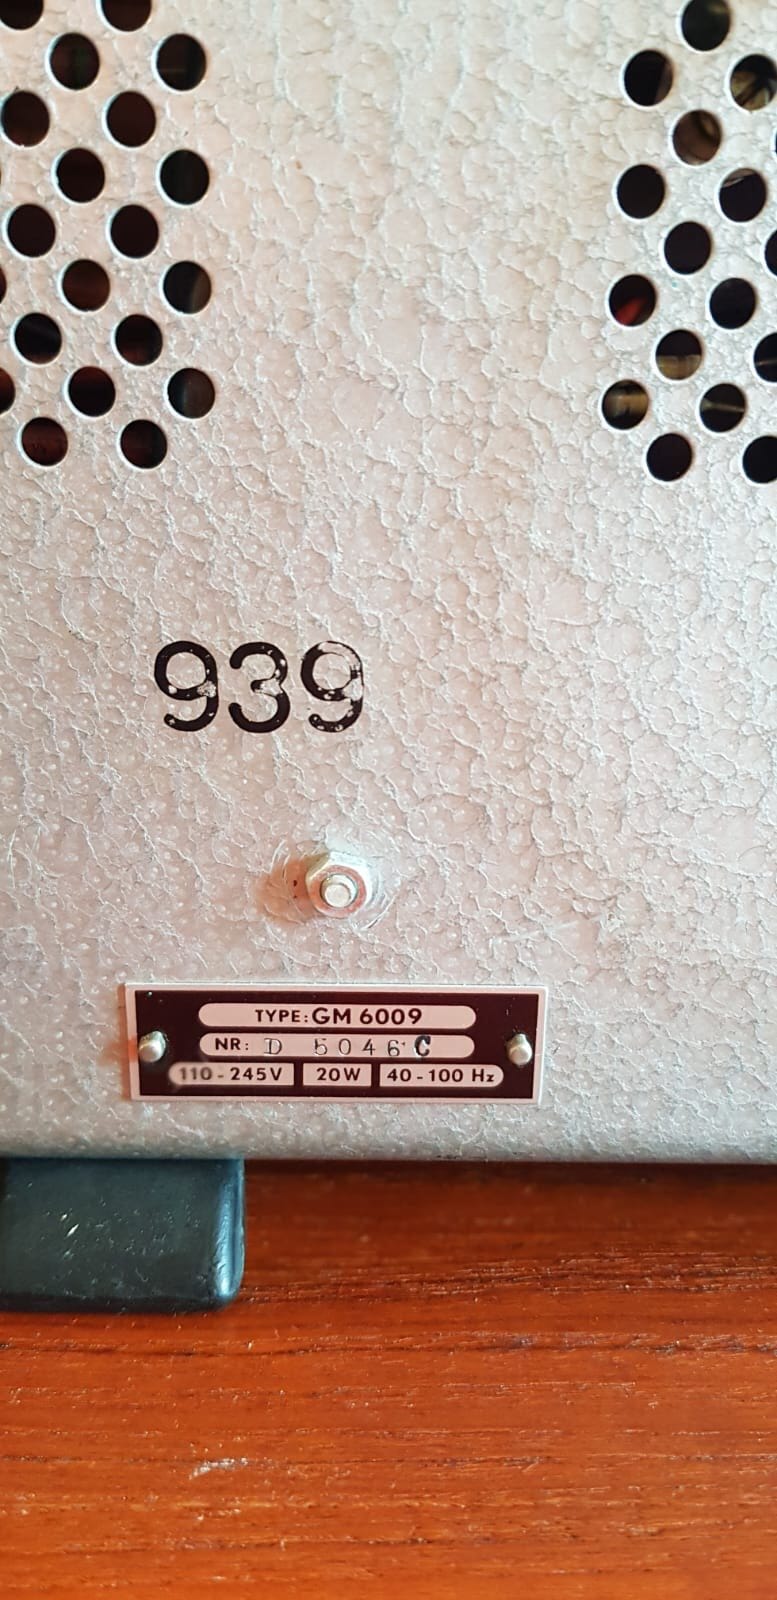 939
TYPE: GM 6009
NR: D 5046 C
110 - 245V 20W 40 - 100 Hz